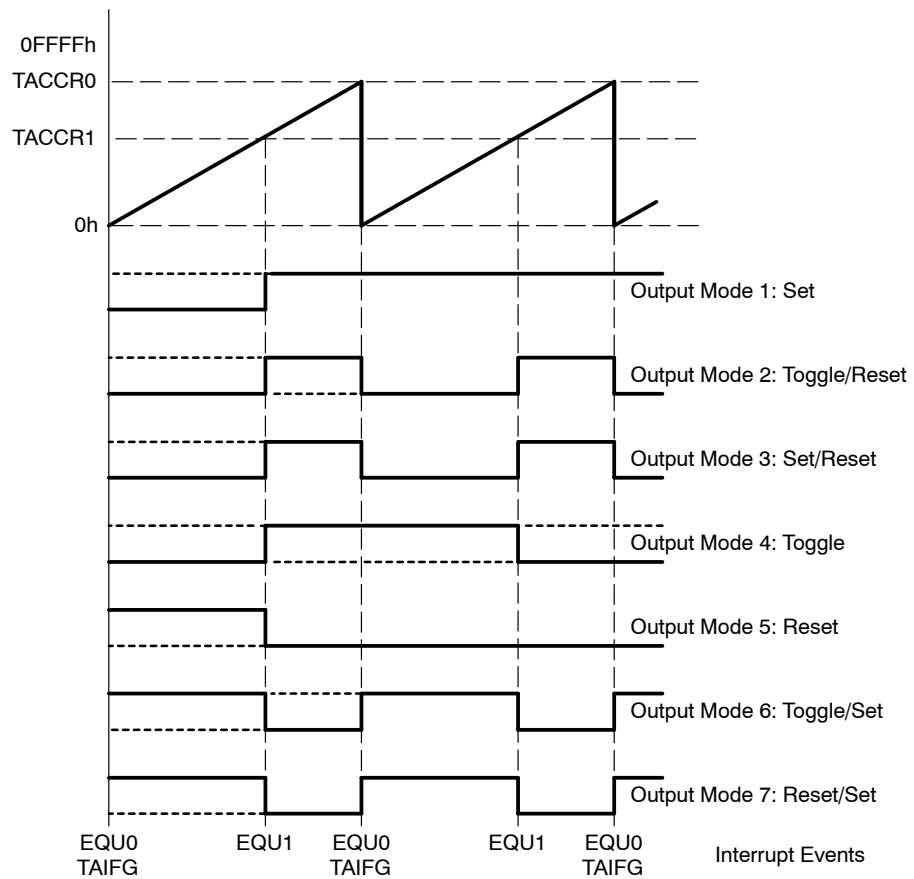 0FFFFh
TACCR0
TACCR1
0h
Output Mode 1: Set
Output Mode 2: Toggle/Reset
Output Mode 3: Set/Reset
Output Mode 4: Toggle
Output Mode 5: Reset
Output Mode 6: Toggle/Set
Output Mode 7: Reset/Set
EQU0 EQU1 EQU0 EQU1 EQU0
TAIFG TAIFG TAIFG
Interrupt Events